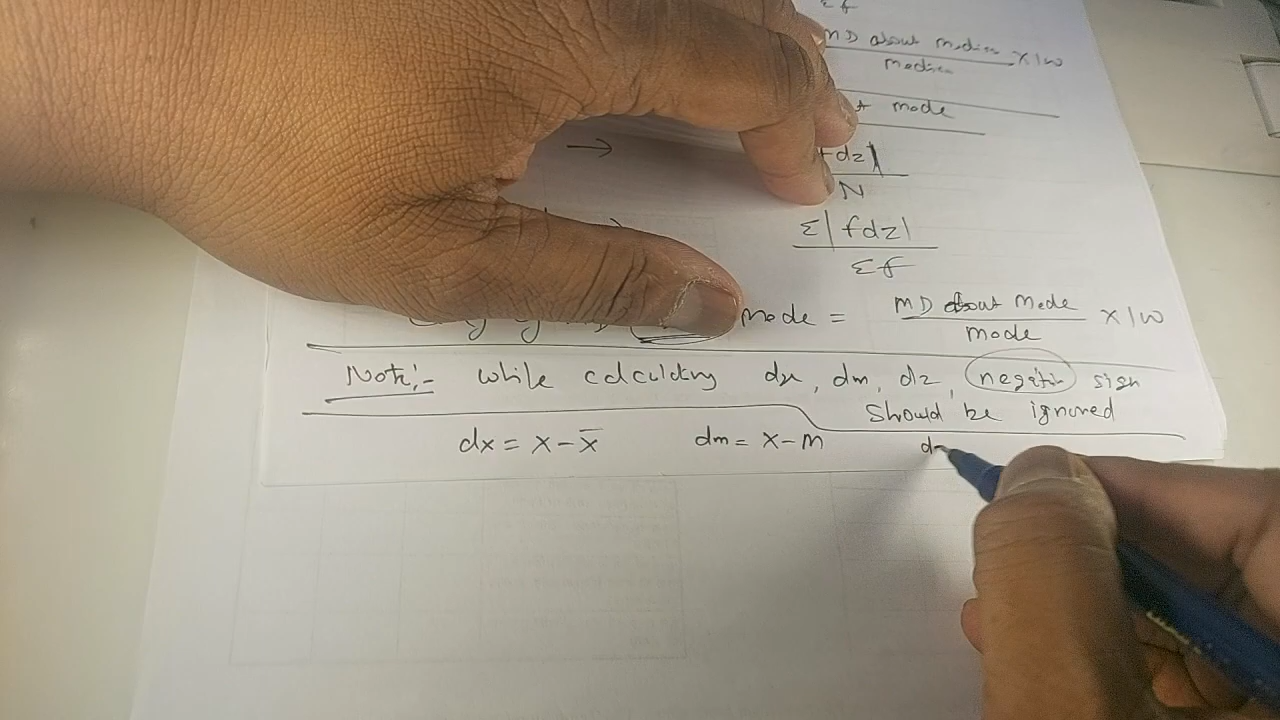 Σf
MD about median × 100
median
mode
fdz|
N
Σ| fdz|
Σf
mode = MD about Mode × 100
mode
Note:- while calculating dx, dm, dz, negative sign
should be ignored
dx = x - x̅ dm = x - m d